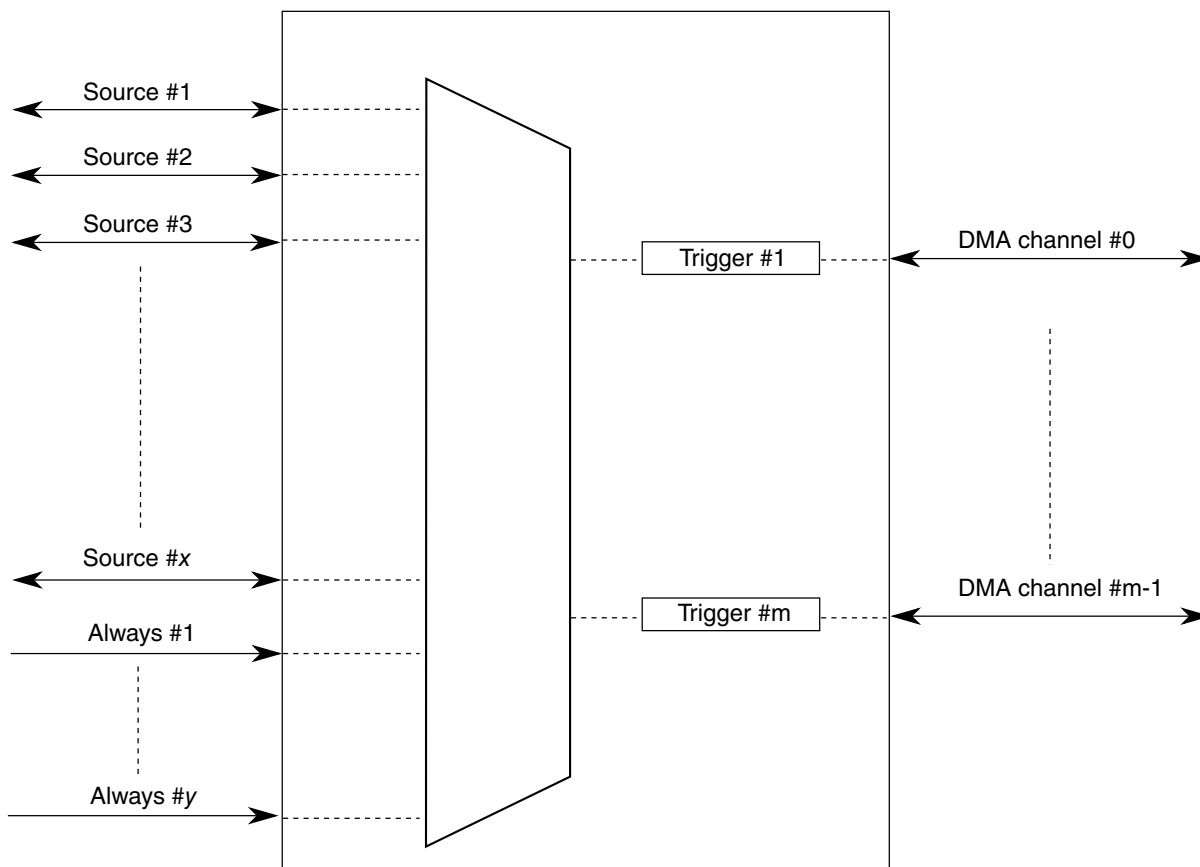 Source #1
Source #2
Source #3
Source #x
Always #1
Always #y
Trigger #1
Trigger #m
DMA channel #0
DMA channel #m-1